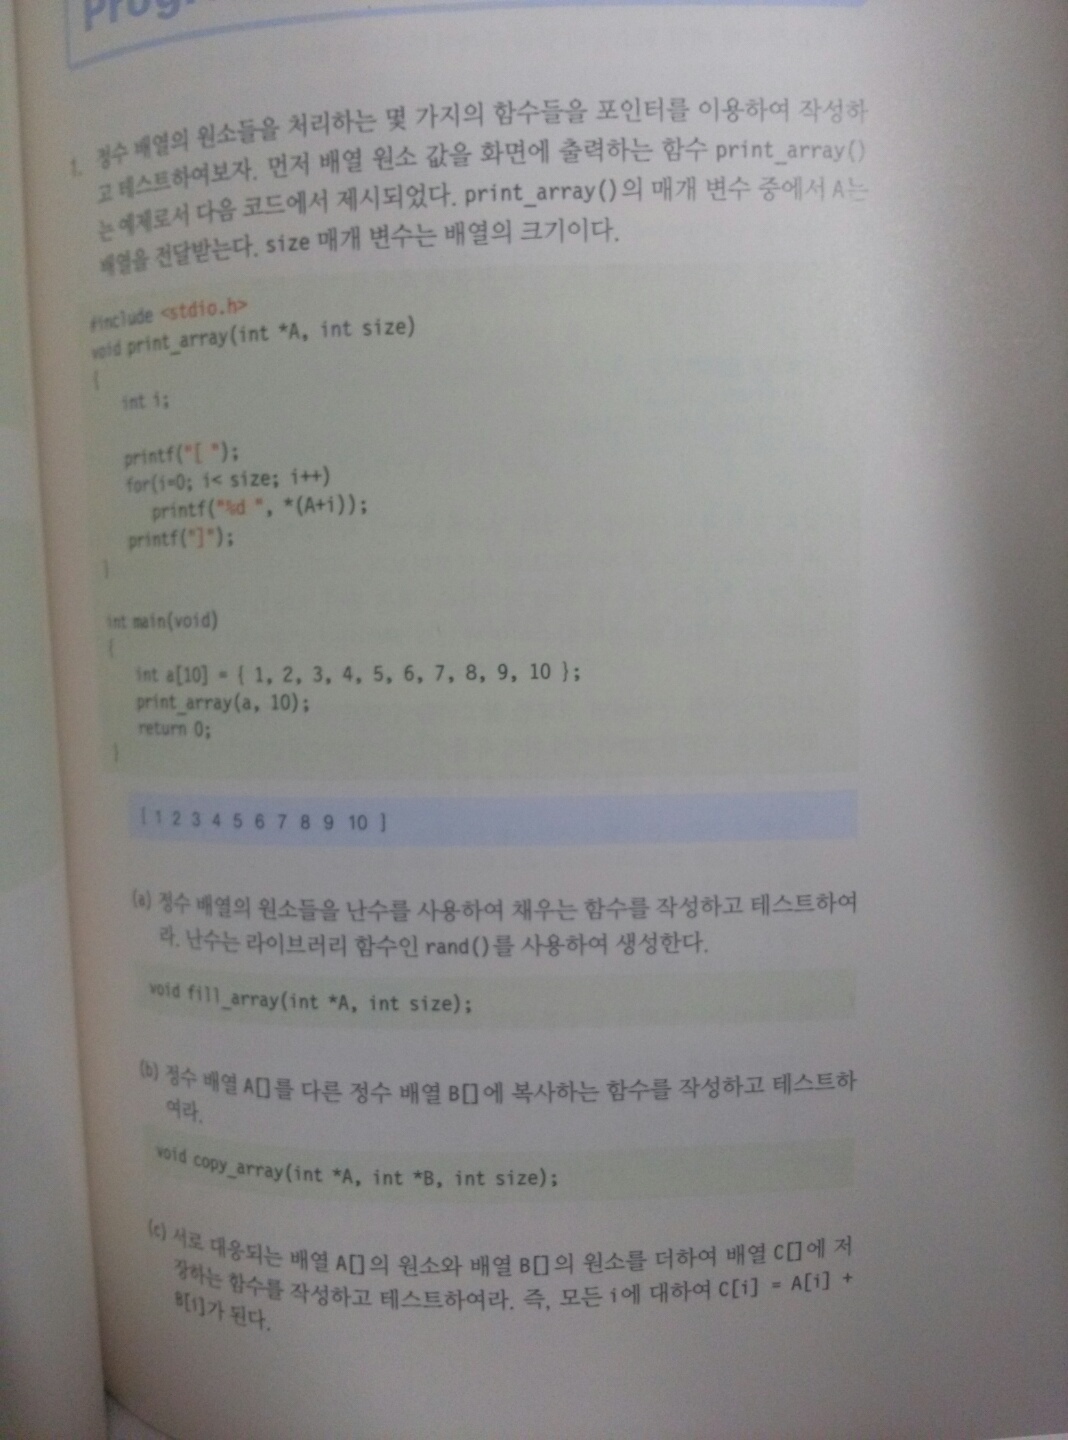 1. 정수 배열의 원소들을 처리하는 몇 가지의 함수들을 포인터를 이용하여 작성하
고 테스트하여보자. 먼저 배열 원소 값을 화면에 출력하는 함수 print_array()
는 예제로서 다음 코드에서 제시되었다. print_array()의 매개 변수 중에서 A는
배열을 전달받는다. size 매개 변수는 배열의 크기이다.
#include <stdio.h>
void print_array(int *A, int size)
{
int i;
printf("[ ");
for(i=0; i< size; i++)
printf("%d ", *(A+i));
printf("]");
}
int main(void)
{
int a[10] = { 1, 2, 3, 4, 5, 6, 7, 8, 9, 10 };
print_array(a, 10);
return 0;
}
[ 1 2 3 4 5 6 7 8 9 10 ]
(a) 정수 배열의 원소들을 난수를 사용하여 채우는 함수를 작성하고 테스트하여
라. 난수는 라이브러리 함수인 rand()를 사용하여 생성한다.
void fill_array(int *A, int size);
(b) 정수 배열 A[]를 다른 정수 배열 B[]에 복사하는 함수를 작성하고 테스트하
여라.
void copy_array(int *A, int *B, int size);
(c) 서로 대응되는 배열 A[]의 원소와 배열 B[]의 원소를 더하여 배열 C[]에 저
장하는 함수를 작성하고 테스트하여라. 즉, 모든 i에 대하여 C[i] = A[i] +
B[i]가 된다.